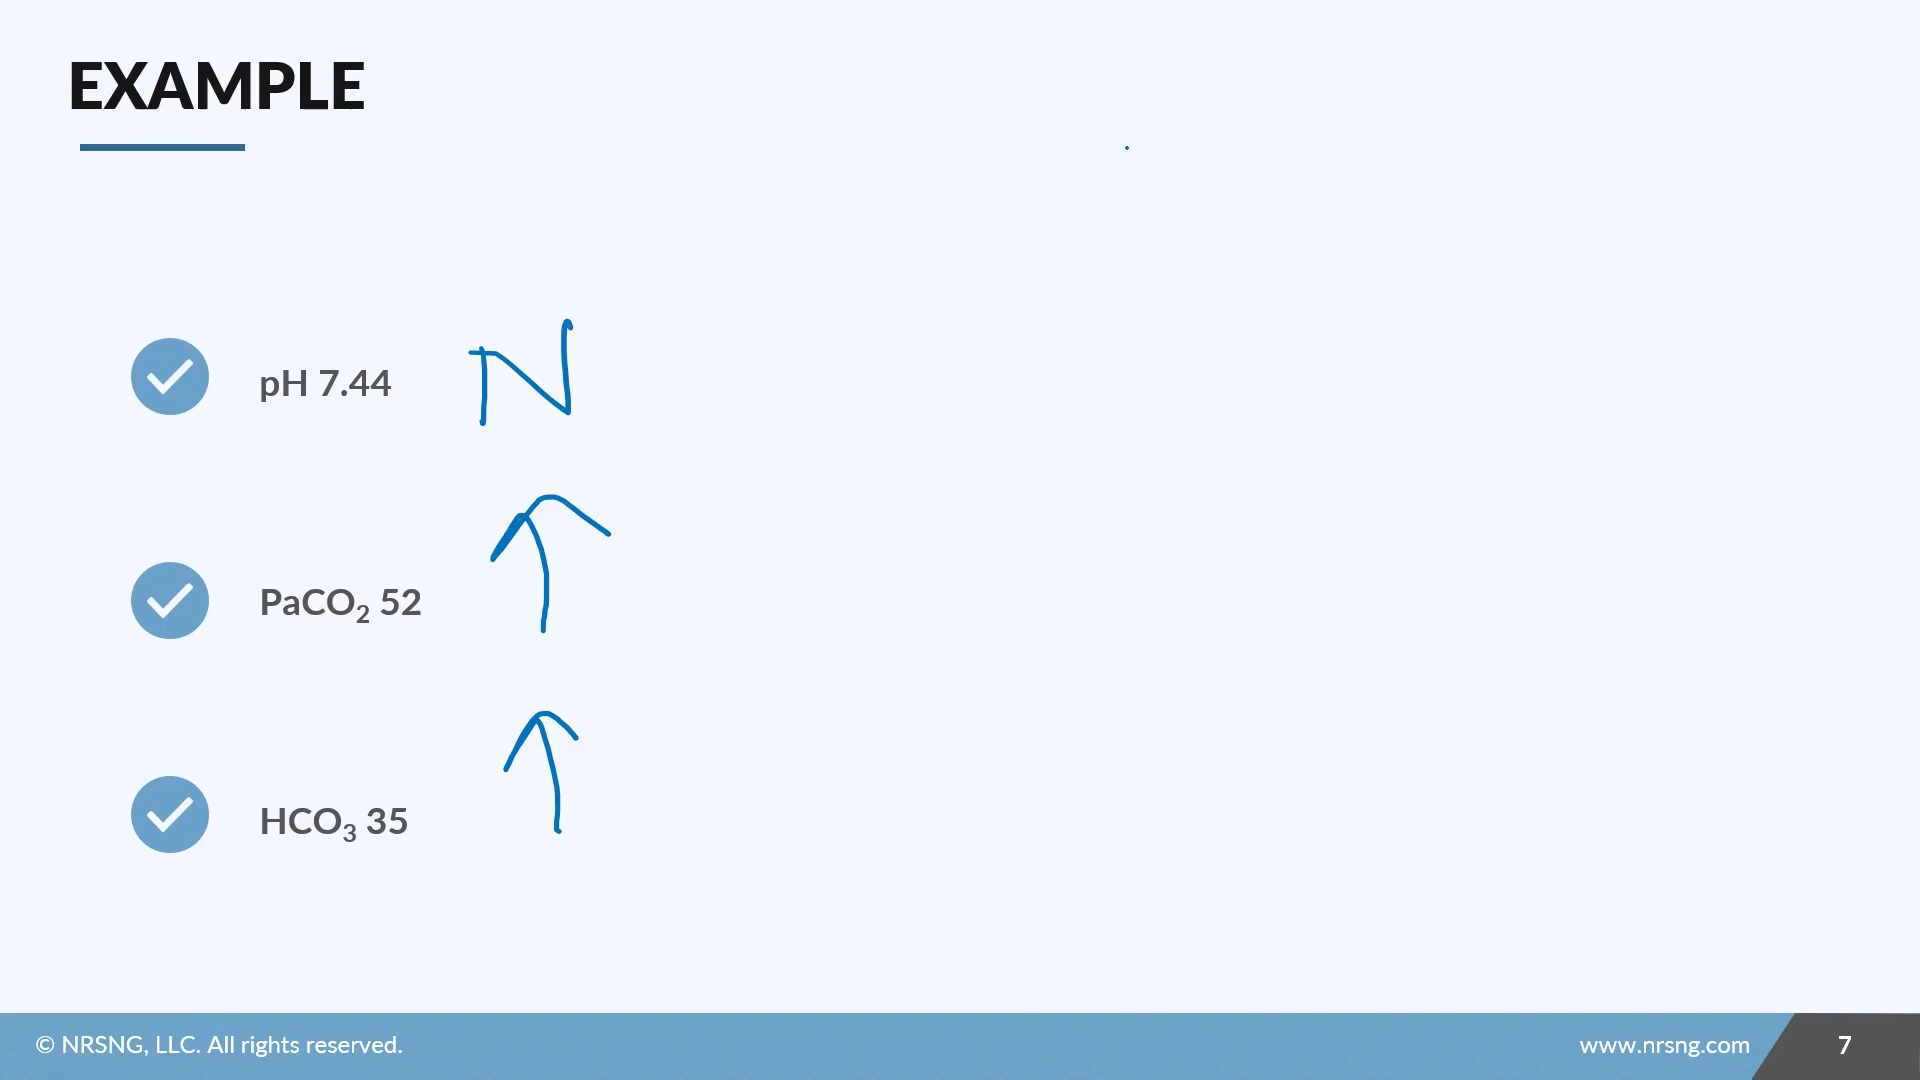 EXAMPLE
pH 7.44 N
PaCO₂ 52 ↑
HCO₃ 35 ↑
© NRSNG, LLC. All rights reserved. www.nrsng.com 7